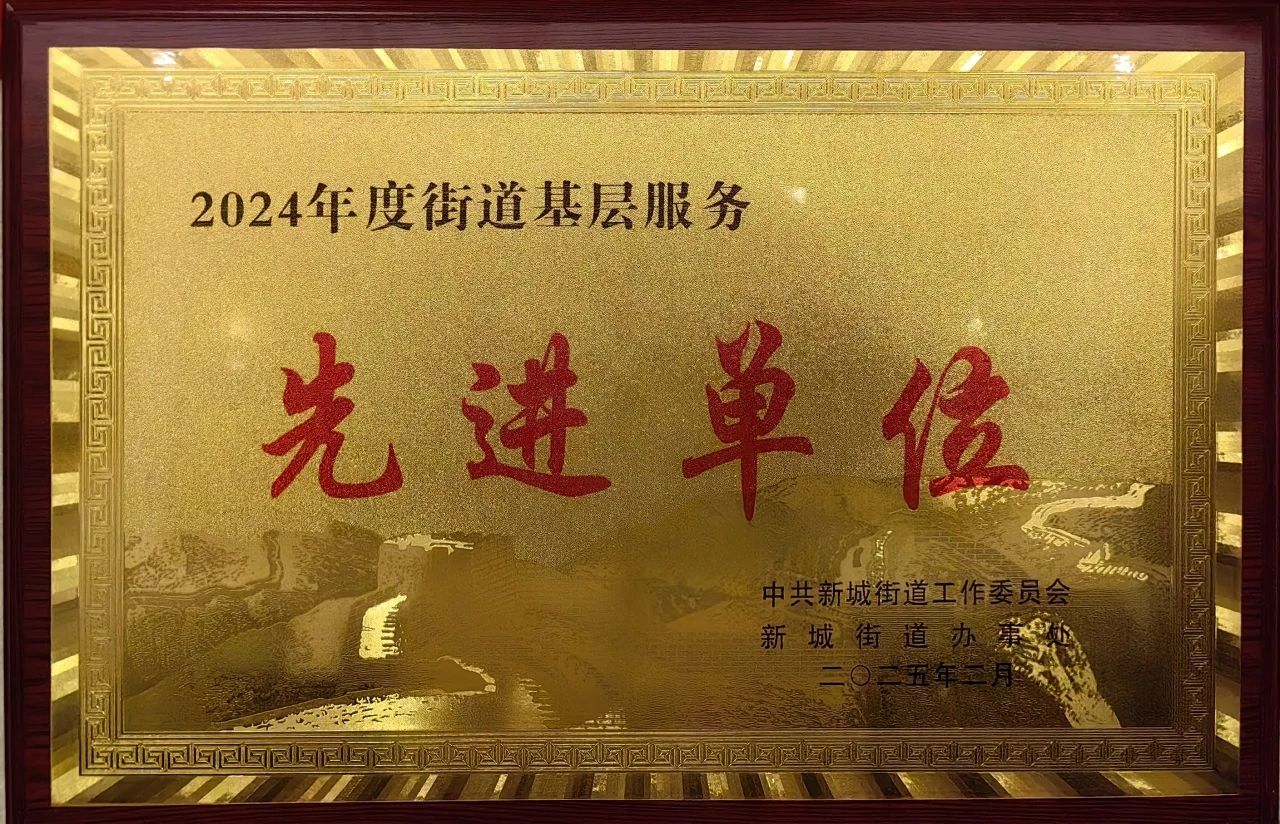 2024年度街道基层服务
先进单位
中共新城街道工作委员会
新城街道办事处
二〇二五年二月